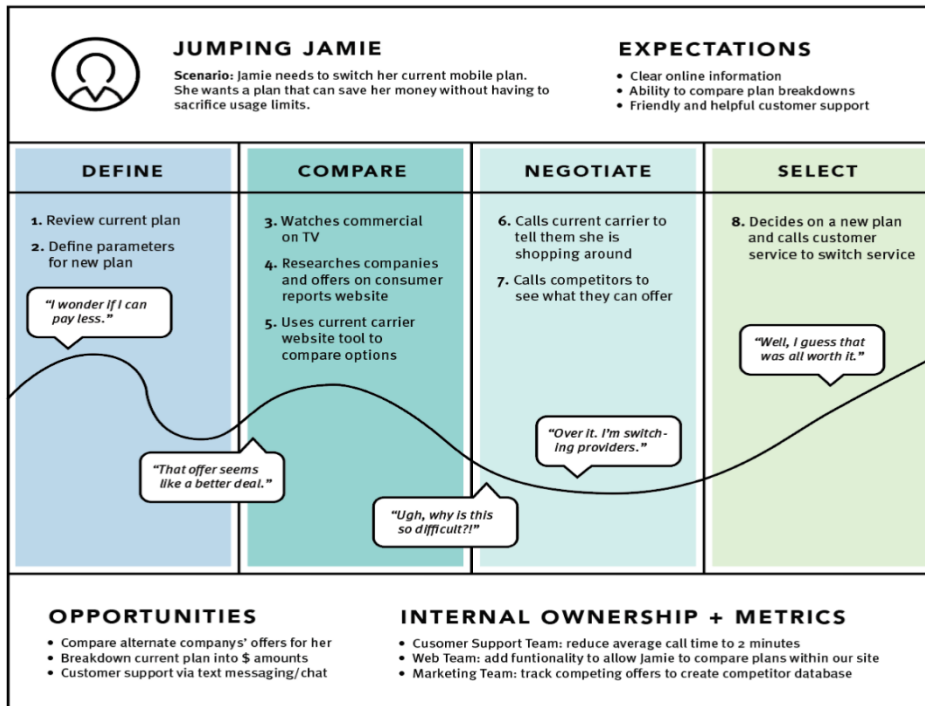 JUMPING JAMIE
Scenario: Jamie needs to switch her current mobile plan.
She wants a plan that can save her money without having to
sacrifice usage limits.
EXPECTATIONS
• Clear online information
• Ability to compare plan breakdowns
• Friendly and helpful customer support
DEFINE
1. Review current plan
2. Define parameters
for new plan
"I wonder if I can
pay less."
"That offer seems
like a better deal."
COMPARE
3. Watches commercial
on TV
4. Researches companies
and offers on consumer
reports website
5. Uses current carrier
website tool to
compare options
"Ugh, why is this
so difficult?!"
NEGOTIATE
6. Calls current carrier to
tell them she is
shopping around
7. Calls competitors to
see what they can offer
"Over it. I'm switch-
ing providers."
SELECT
8. Decides on a new plan
and calls customer
service to switch service
"Well, I guess that
was all worth it."
OPPORTUNITIES
• Compare alternate companys' offers for her
• Breakdown current plan into $ amounts
• Customer support via text messaging/chat
INTERNAL OWNERSHIP + METRICS
• Cusomer Support Team: reduce average call time to 2 minutes
• Web Team: add funtionality to allow Jamie to compare plans within our site
• Marketing Team: track competing offers to create competitor database